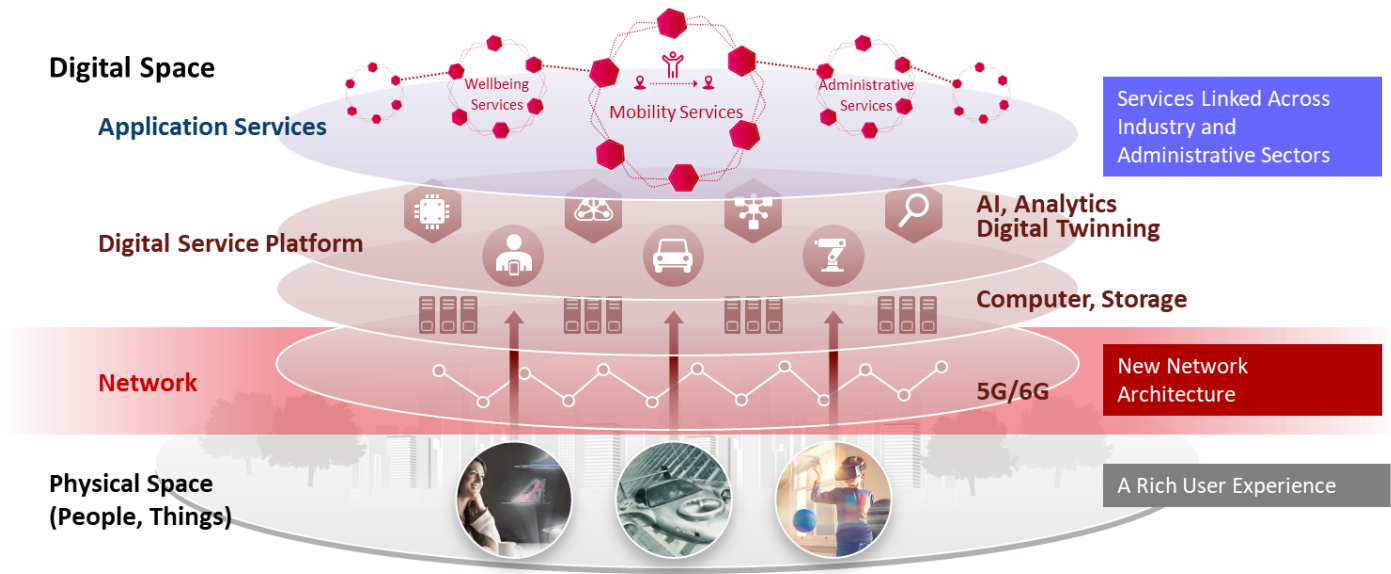 Digital Space
Application Services
Wellbeing
Services
Mobility Services
Administrative
Services
Services Linked Across
Industry and
Administrative Sectors
Digital Service Platform
AI, Analytics
Digital Twinning
Computer, Storage
Network
5G/6G
New Network
Architecture
Physical Space
(People, Things)
A Rich User Experience